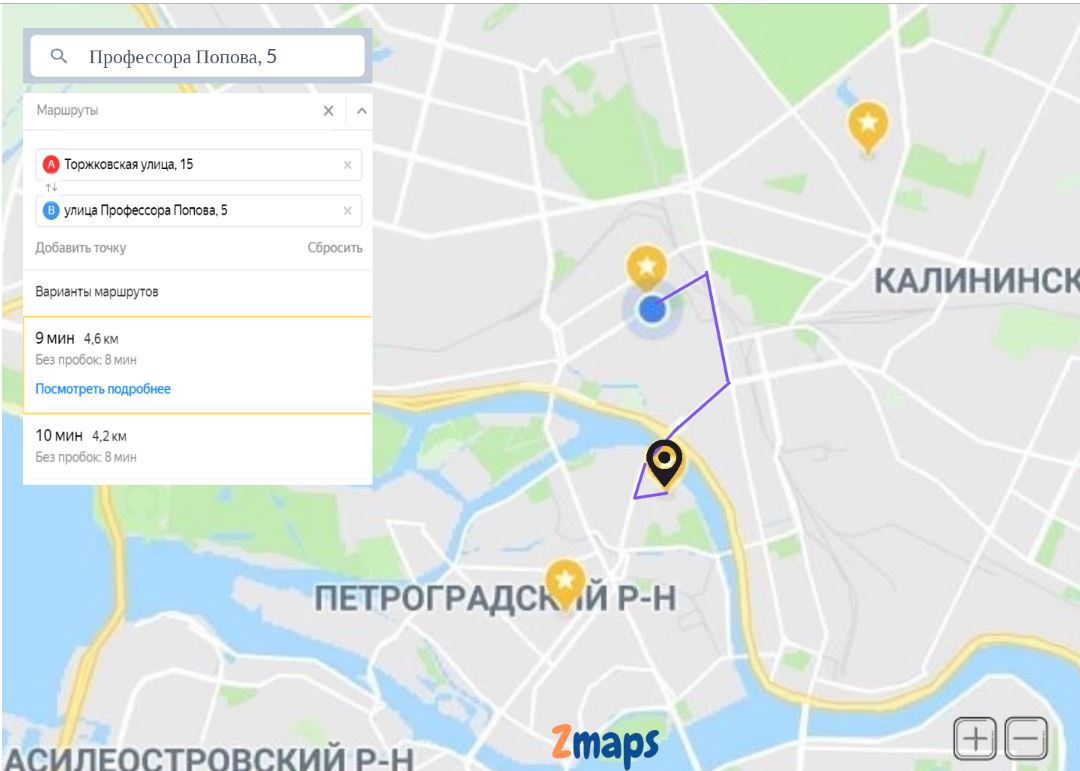 Профессора Попова, 5
Маршруты
A Торжковская улица, 15
B улица Профессора Попова, 5
Добавить точку Сбросить
Варианты маршрутов
9 мин 4,6 км
Без пробок: 8 мин
Посмотреть подробнее
10 мин 4,2 км
Без пробок: 8 мин
КАЛИНИНСК
ПЕТРОГРАДСКИЙ Р-Н
АСИЛЕОСТРОВСКИЙ Р-Н
2maps